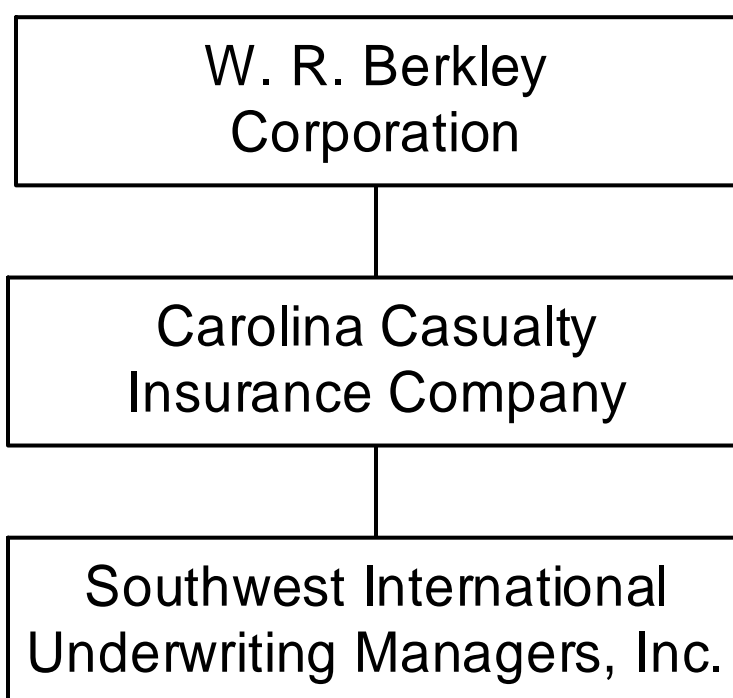 W. R. Berkley
Corporation
Carolina Casualty
Insurance Company
Southwest International
Underwriting Managers, Inc.